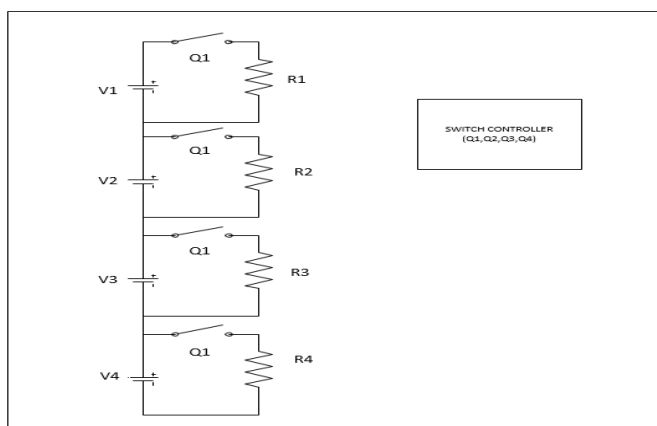 Q1
V1
R1
SWITCH CONTROLLER
(Q1,Q2,Q3,Q4)
Q1
V2
R2
Q1
V3
R3
Q1
V4
R4